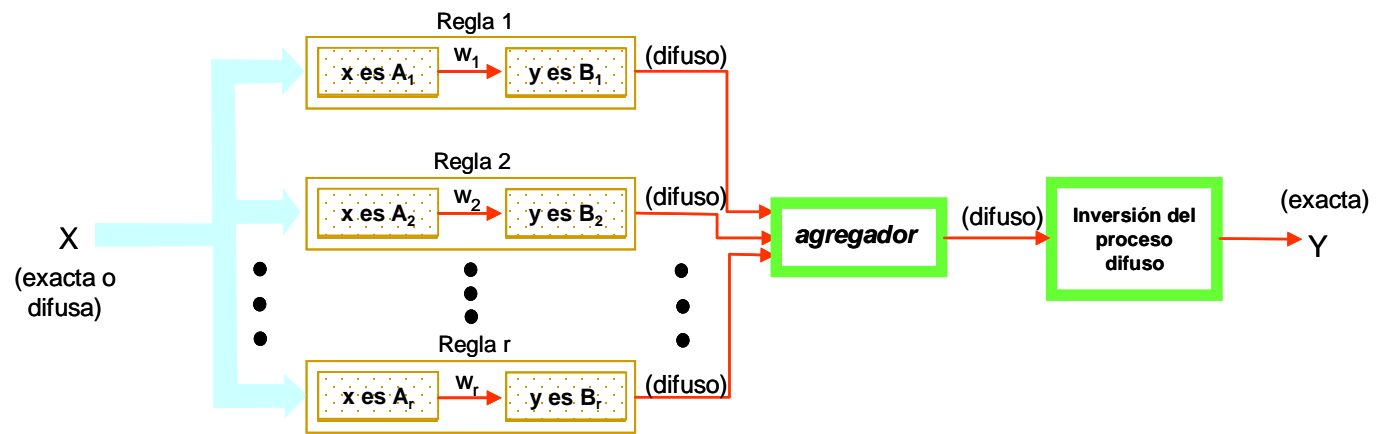 Regla 1
x es A₁
w₁
y es B₁
(difuso)
Regla 2
x es A₂
w₂
y es B₂
(difuso)
X
(exacta o
difusa)
agregador
(difuso)
Inversión del
proceso
difuso
(exacta)
Y
Regla r
x es Aᵣ
wᵣ
y es Bᵣ
(difuso)